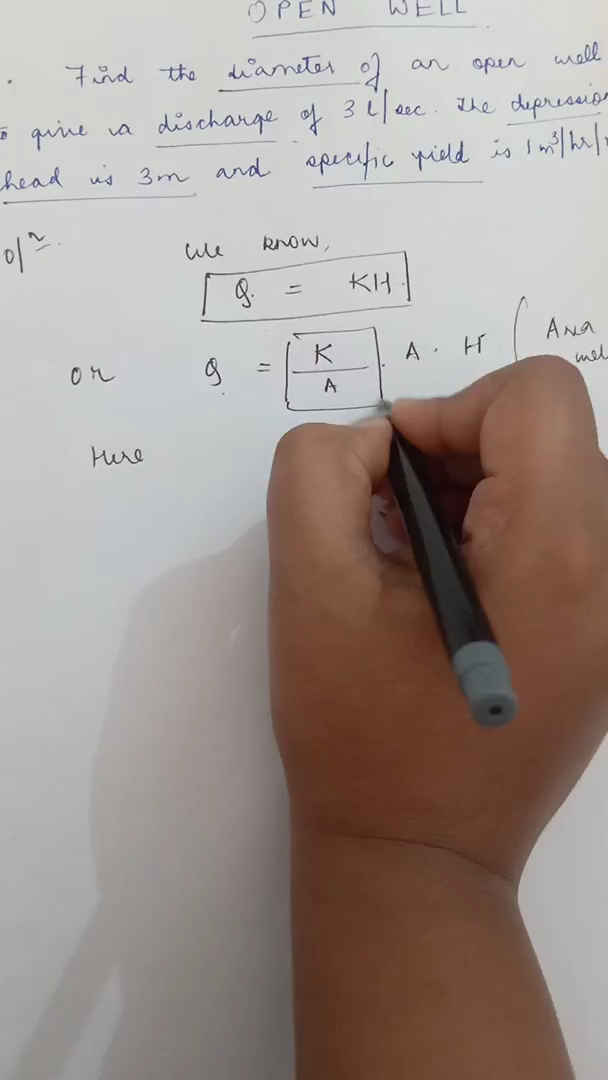 OPEN WELL
. Find the diameter of an open well
to give a discharge of 3 l/sec. The depression
head is 3m and specific yield is 1 m³/hr/
We know,
Q = KH
or Q = K/A . A . H ( Area
Here